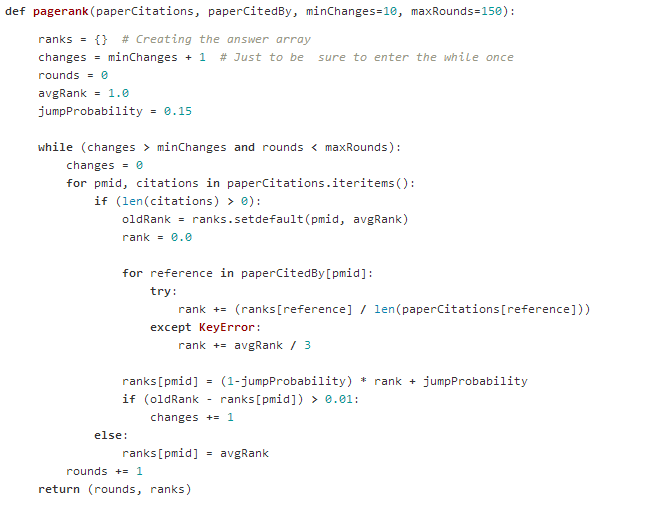 def pagerank(paperCitations, paperCitedBy, minChanges=10, maxRounds=150):
    ranks = {}  # Creating the answer array
    changes = minChanges + 1  # Just to be  sure to enter the while once
    rounds = 0
    avgRank = 1.0
    jumpProbability = 0.15
    while (changes > minChanges and rounds < maxRounds):
        changes = 0
        for pmid, citations in paperCitations.iteritems():
            if (len(citations) > 0):
                oldRank = ranks.setdefault(pmid, avgRank)
                rank = 0.0
                for reference in paperCitedBy[pmid]:
                    try:
                        rank += (ranks[reference] / len(paperCitations[reference]))
                    except KeyError:
                        rank += avgRank / 3
                ranks[pmid] = (1-jumpProbability) * rank + jumpProbability
                if (oldRank - ranks[pmid]) > 0.01:
                    changes += 1
            else:
                ranks[pmid] = avgRank
        rounds += 1
    return (rounds, ranks)